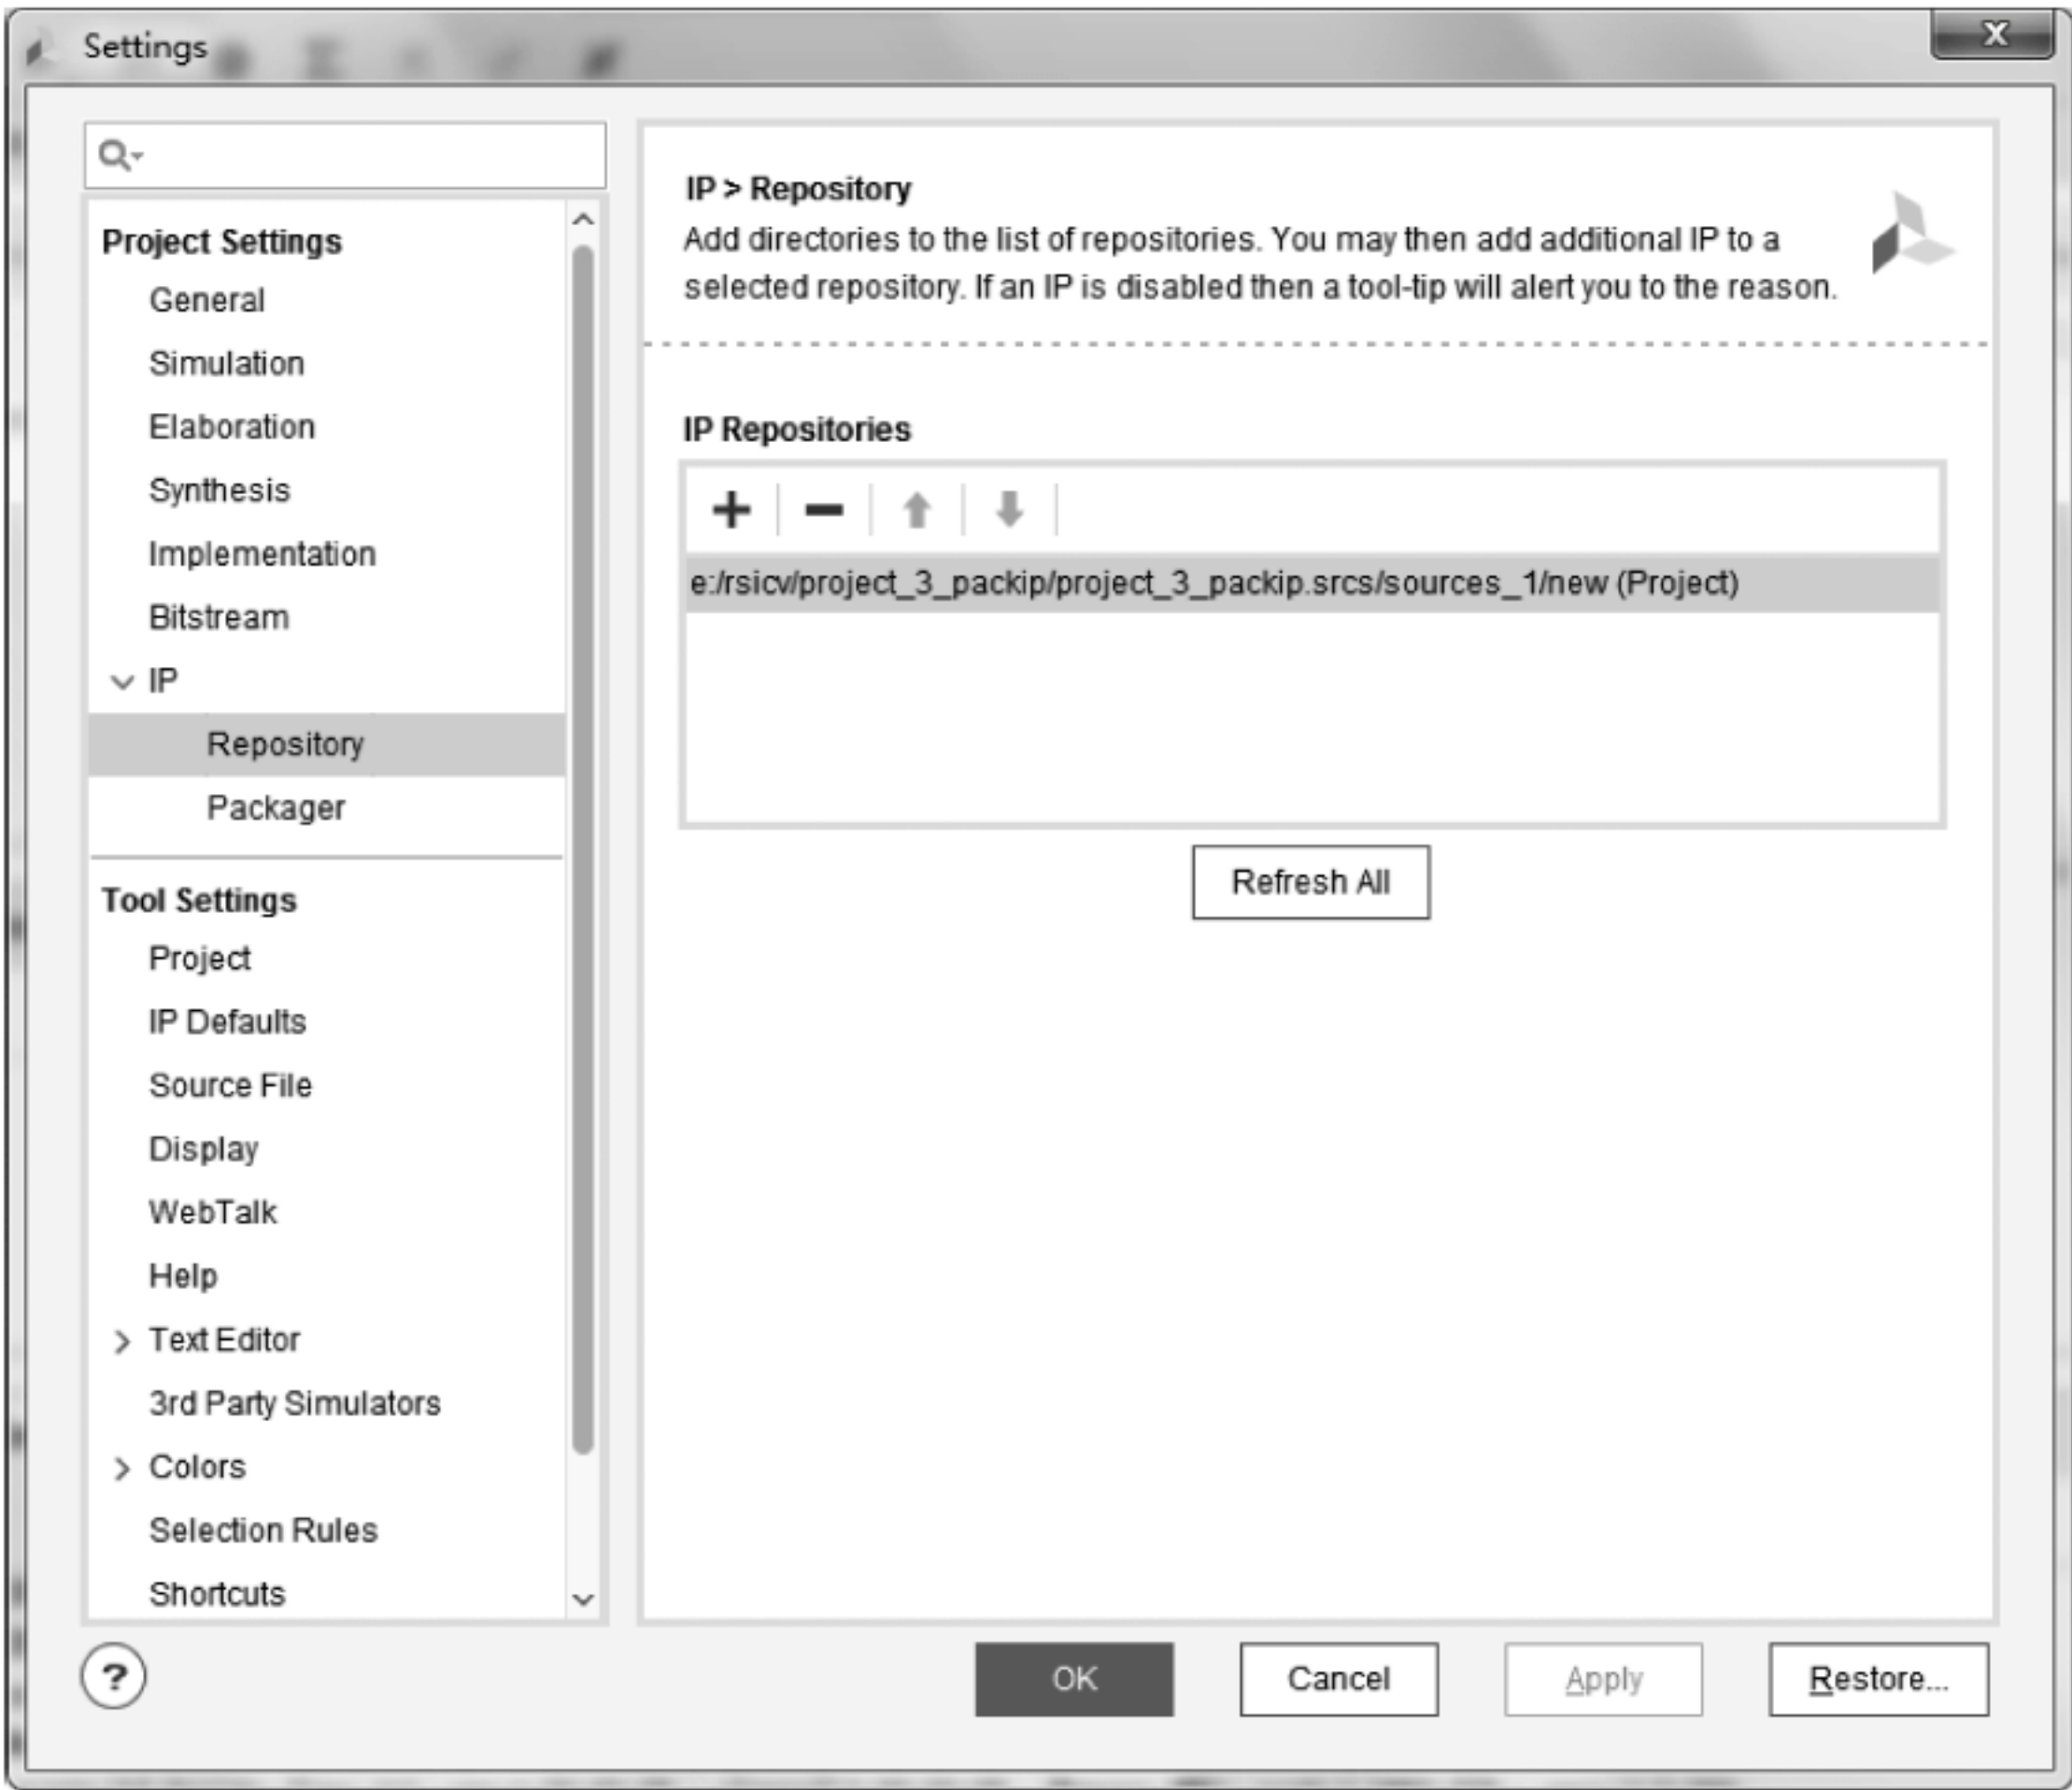 Settings
X
Project Settings
General
Simulation
Elaboration
Synthesis
Implementation
Bitstream
IP
Repository
Packager
Tool Settings
Project
IP Defaults
Source File
Display
WebTalk
Help
Text Editor
3rd Party Simulators
Colors
Selection Rules
Shortcuts
IP > Repository
Add directories to the list of repositories. You may then add additional IP to a
selected repository. If an IP is disabled then a tool-tip will alert you to the reason.
IP Repositories
e:/rsicv/project_3_packip/project_3_packip.srcs/sources_1/new (Project)
Refresh All
?
OK
Cancel
Apply
Restore...